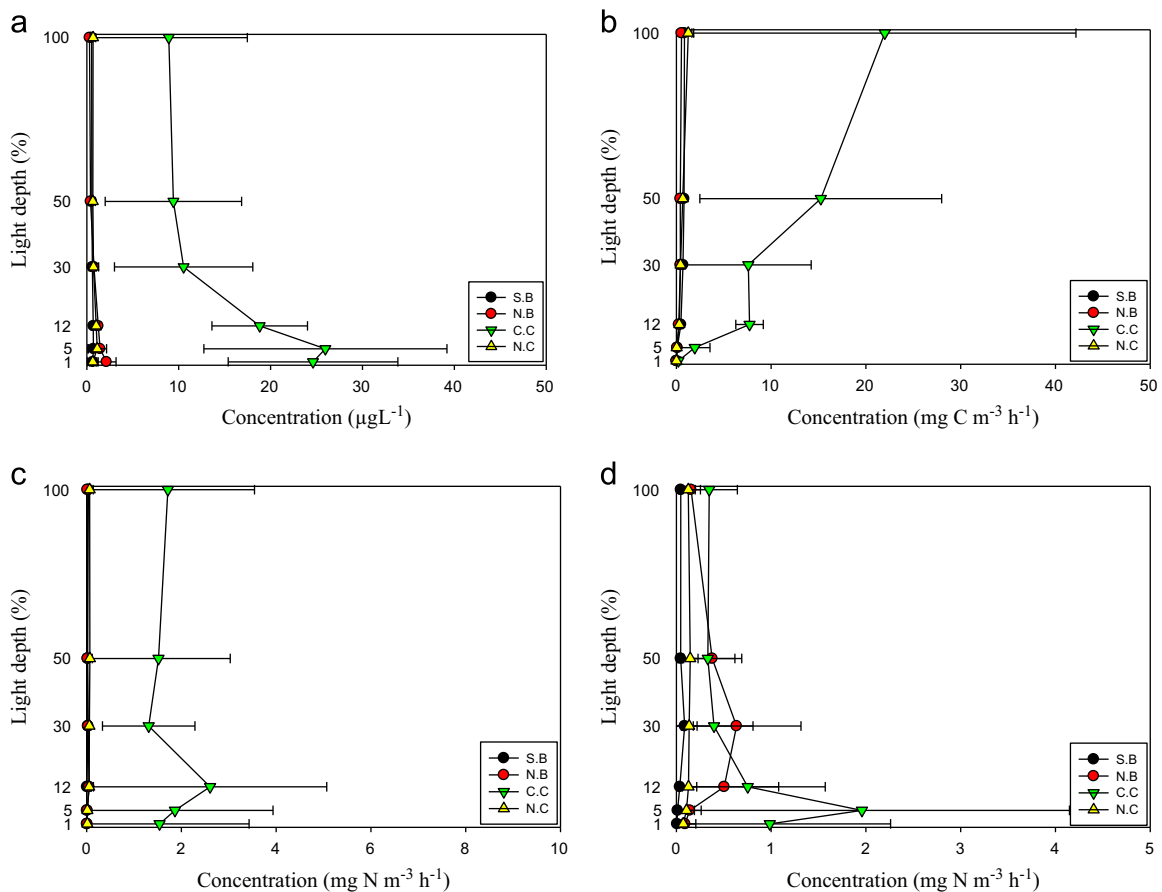 a
100
50
30
12
5
1
Light depth (%)
S.B
N.B
C.C
N.C
0 10 20 30 40 50
Concentration (µgL⁻¹)
b
100
50
30
12
5
1
Light depth (%)
S.B
N.B
C.C
N.C
0 10 20 30 40 50
Concentration (mg C m⁻³ h⁻¹)
c
100
50
30
12
5
1
Light depth (%)
S.B
N.B
C.C
N.C
0 2 4 6 8 10
Concentration (mg N m⁻³ h⁻¹)
d
100
50
30
12
5
1
Light depth (%)
S.B
N.B
C.C
N.C
0 1 2 3 4 5
Concentration (mg N m⁻³ h⁻¹)